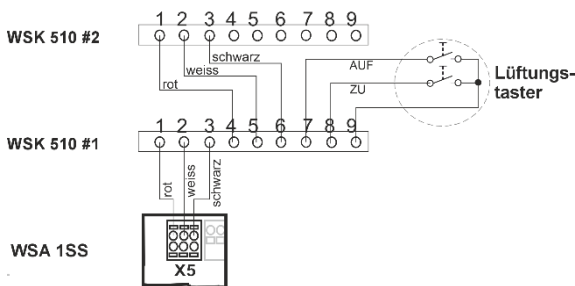 1 2 3 4 5 6 7 8 9
WSK 510 #2
schwarz
weiss
rot
AUF
ZU
Lüftungs-
taster
1 2 3 4 5 6 7 8 9
WSK 510 #1
rot
weiss
schwarz
WSA 1SS
X5